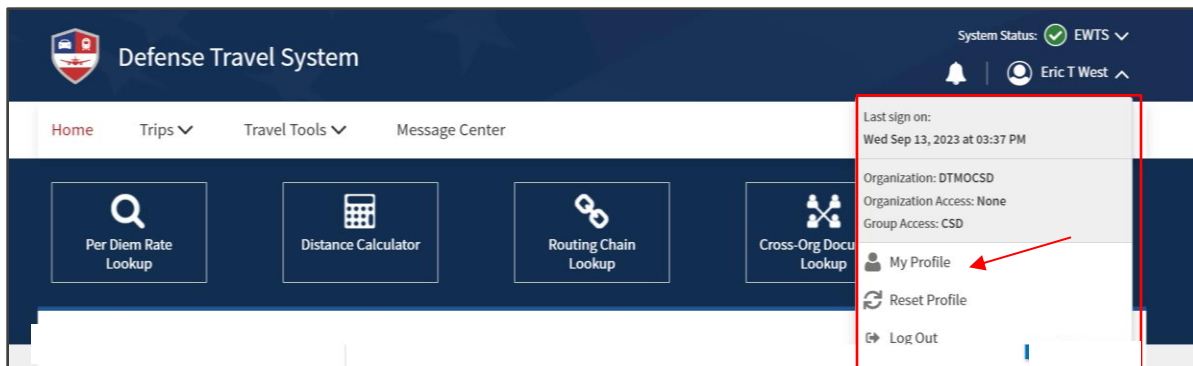 System Status: EWTS
Defense Travel System
Eric T West
Home Trips Travel Tools Message Center
Last sign on:
Wed Sep 13, 2023 at 03:37 PM
Organization: DTMOCSD
Organization Access: None
Group Access: CSD
Per Diem Rate
Lookup
Distance Calculator
Routing Chain
Lookup
Cross-Org Docu
Lookup
My Profile
Reset Profile
Log Out